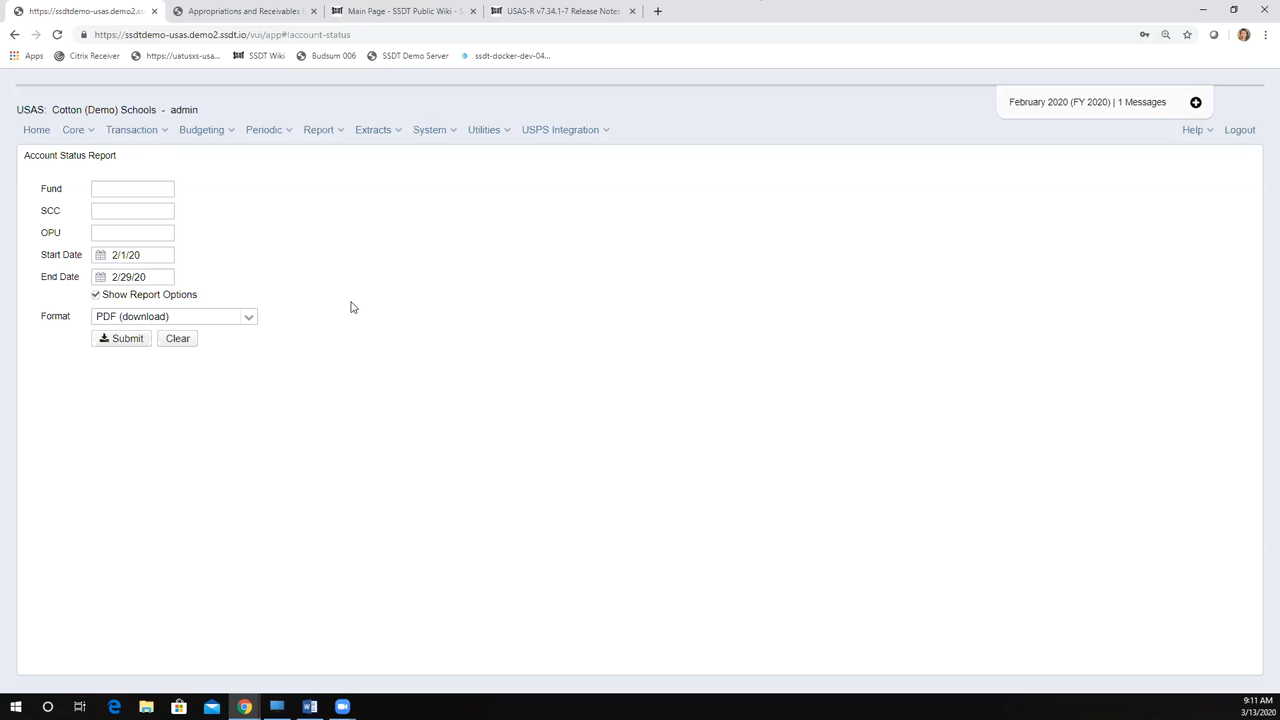 https://ssdtdemo-usas.demo2.ss
Appropriations and Receivables
Main Page - SSDT Public Wiki - S
USAS-R v7.34.1-7 Release Notes
https://ssdtdemo-usas.demo2.ssdt.io/vui/app#!account-status
Apps
Citrix Receiver
https://uatusxs-usa...
SSDT Wiki
Budsum 006
SSDT Demo Server
ssdt-docker-dev-04...
USAS: Cotton (Demo) Schools - admin
February 2020 (FY 2020) | 1 Messages
Home Core Transaction Budgeting Periodic Report Extracts System Utilities USPS Integration Help Logout
Account Status Report
Fund
SCC
OPU
Start Date 2/1/20
End Date 2/29/20
Show Report Options
Format PDF (download)
Submit Clear
9:11 AM
3/13/2020